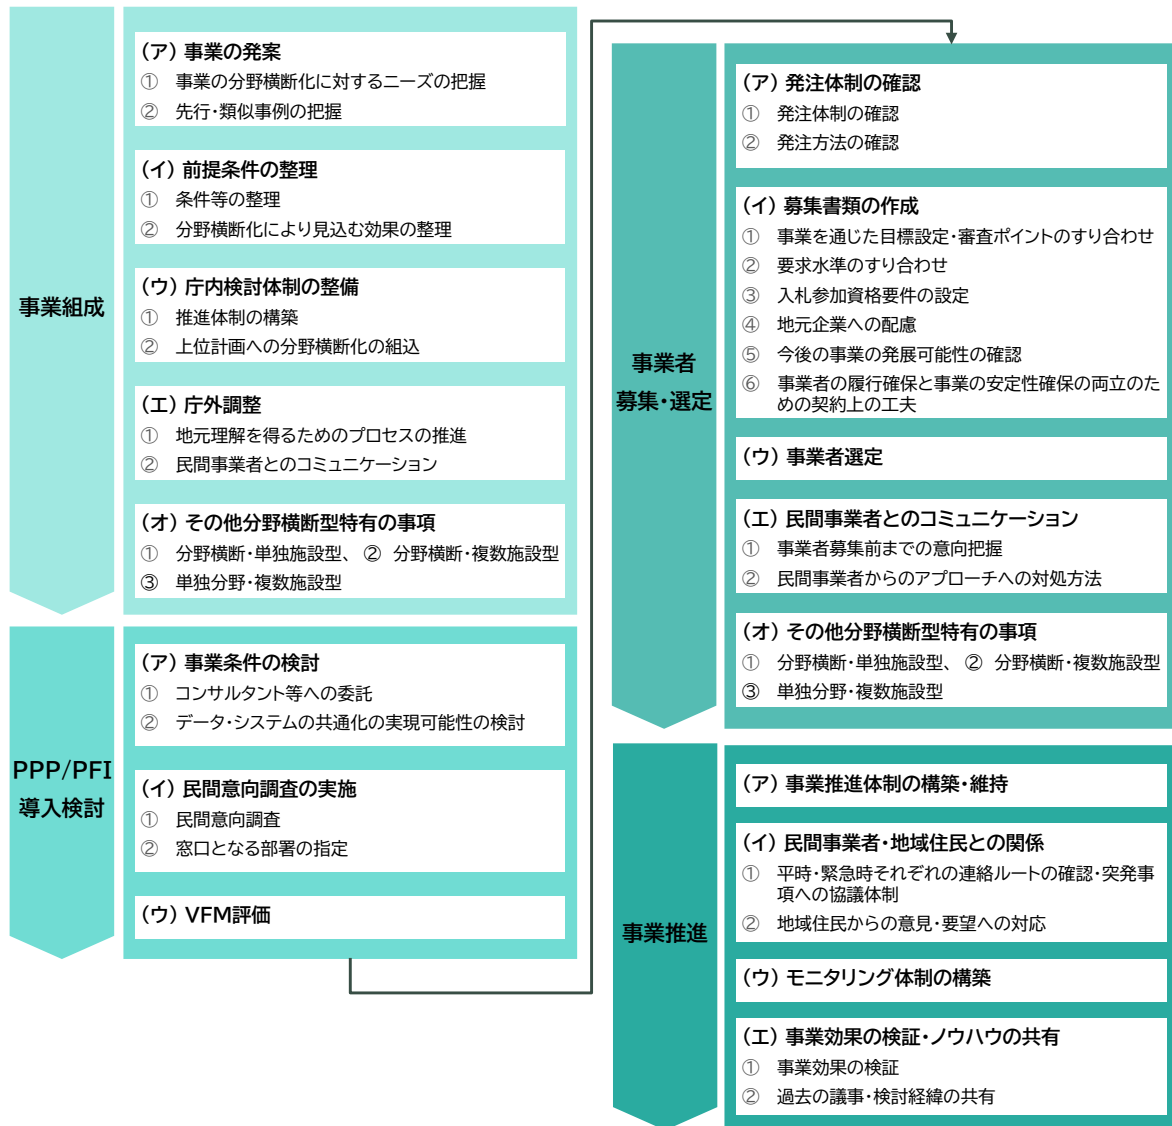 事業組成
(ア) 事業の発案
① 事業の分野横断化に対するニーズの把握
② 先行・類似事例の把握
(イ) 前提条件の整理
① 条件等の整理
② 分野横断化により見込む効果の整理
(ウ) 庁内検討体制の整備
① 推進体制の構築
② 上位計画への分野横断化の組込
(エ) 庁外調整
① 地元理解を得るためのプロセスの推進
② 民間事業者とのコミュニケーション
(オ) その他分野横断型特有の事項
① 分野横断・単独施設型、 ② 分野横断・複数施設型
③ 単独分野・複数施設型
PPP/PFI
導入検討
(ア) 事業条件の検討
① コンサルタント等への委託
② データ・システムの共通化の実現可能性の検討
(イ) 民間意向調査の実施
① 民間意向調査
② 窓口となる部署の指定
(ウ) VFM評価
事業者
募集・選定
(ア) 発注体制の確認
① 発注体制の確認
② 発注方法の確認
(イ) 募集書類の作成
① 事業を通じた目標設定・審査ポイントのすり合わせ
② 要求水準のすり合わせ
③ 入札参加資格要件の設定
④ 地元企業への配慮
⑤ 今後の事業の発展可能性の確認
⑥ 事業者の履行確保と事業の安定性確保の両立のた
めの契約上の工夫
(ウ) 事業者選定
(エ) 民間事業者とのコミュニケーション
① 事業者募集前までの意向把握
② 民間事業者からのアプローチへの対処方法
(オ) その他分野横断型特有の事項
① 分野横断・単独施設型、 ② 分野横断・複数施設型
③ 単独分野・複数施設型
事業推進
(ア) 事業推進体制の構築・維持
(イ) 民間事業者・地域住民との関係
① 平時・緊急時それぞれの連絡ルートの確認・突発事
項への協議体制
② 地域住民からの意見・要望への対応
(ウ) モニタリング体制の構築
(エ) 事業効果の検証・ノウハウの共有
① 事業効果の検証
② 過去の議事・検討経緯の共有